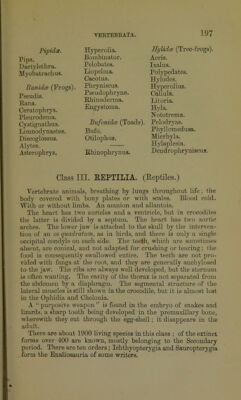 VERTEBRATA.
197
Pipidæ.
Pipa.
Dactylethra.
Myobatrachus.
Ranidæ (Frogs).
Pseudis.
Rana.
Ceratophrys.
Pleurodema.
Cystignathus.
Limnodynastes.
Discoglossus.
Alytes.
Asterophrys.
Hyperolia.
Bombinator.
Pelobates.
Liopelma.
Cacotus.
Phryniscus.
Pseudophryne.
Rhinoderma.
Engystoma.
Bufonidæ (Toads).
Bufo.
Otilophus.
Rhinophrynus.
Hylidæ (Tree-frogs).
Acris.
Ixalus.
Polypedates.
Hylodes.
Hyperolius.
Callula.
Litoria.
Hyla.
Nototrema.
Pelodryas.
Phyllomedusa.
Micrhyla.
Hylaplesia.
Dendrophryniscus.
Class III. REPTILIA. (Reptiles.)
Vertebrate animals, breathing by lungs throughout life; the
body covered with bony plates or with scales. Blood cold.
With or without limbs. An amnion and allantois.
The heart has two auricles and a ventricle, but in crocodiles
the latter is divided by a septum. The heart has two aortic
arches. The lower jaw is attached to the skull by the interven-
tion of an os quadratum, as in birds, and there is only a single
occipital condyle on each side. The teeth, which are sometimes
absent, are conical, and not adapted for crushing or tearing; the
food is consequently swallowed entire. The teeth are not pro-
vided with fangs at the root, and they are generally anchylosed
to the jaw. The ribs are always well developed, but the sternum
is often wanting. The cavity of the thorax is not separated from
the abdomen by a diaphragm. The segmental structure of the
lateral muscles is still shown in the crocodile, but it is almost lost
in the Ophidia and Chelonia.
A "purposive weapon" is found in the embryo of snakes and
lizards, a sharp tooth being developed in the premaxillary bone,
wherewith they cut through the egg-shell; it disappears in the
adult.
There are about 1900 living species in this class; of the extinct
forms over 400 are known, mostly belonging to the Secondary
period. There are ten orders; Ichthyopterygia and Sauropterygia
form the Enaliosauria of some writers.